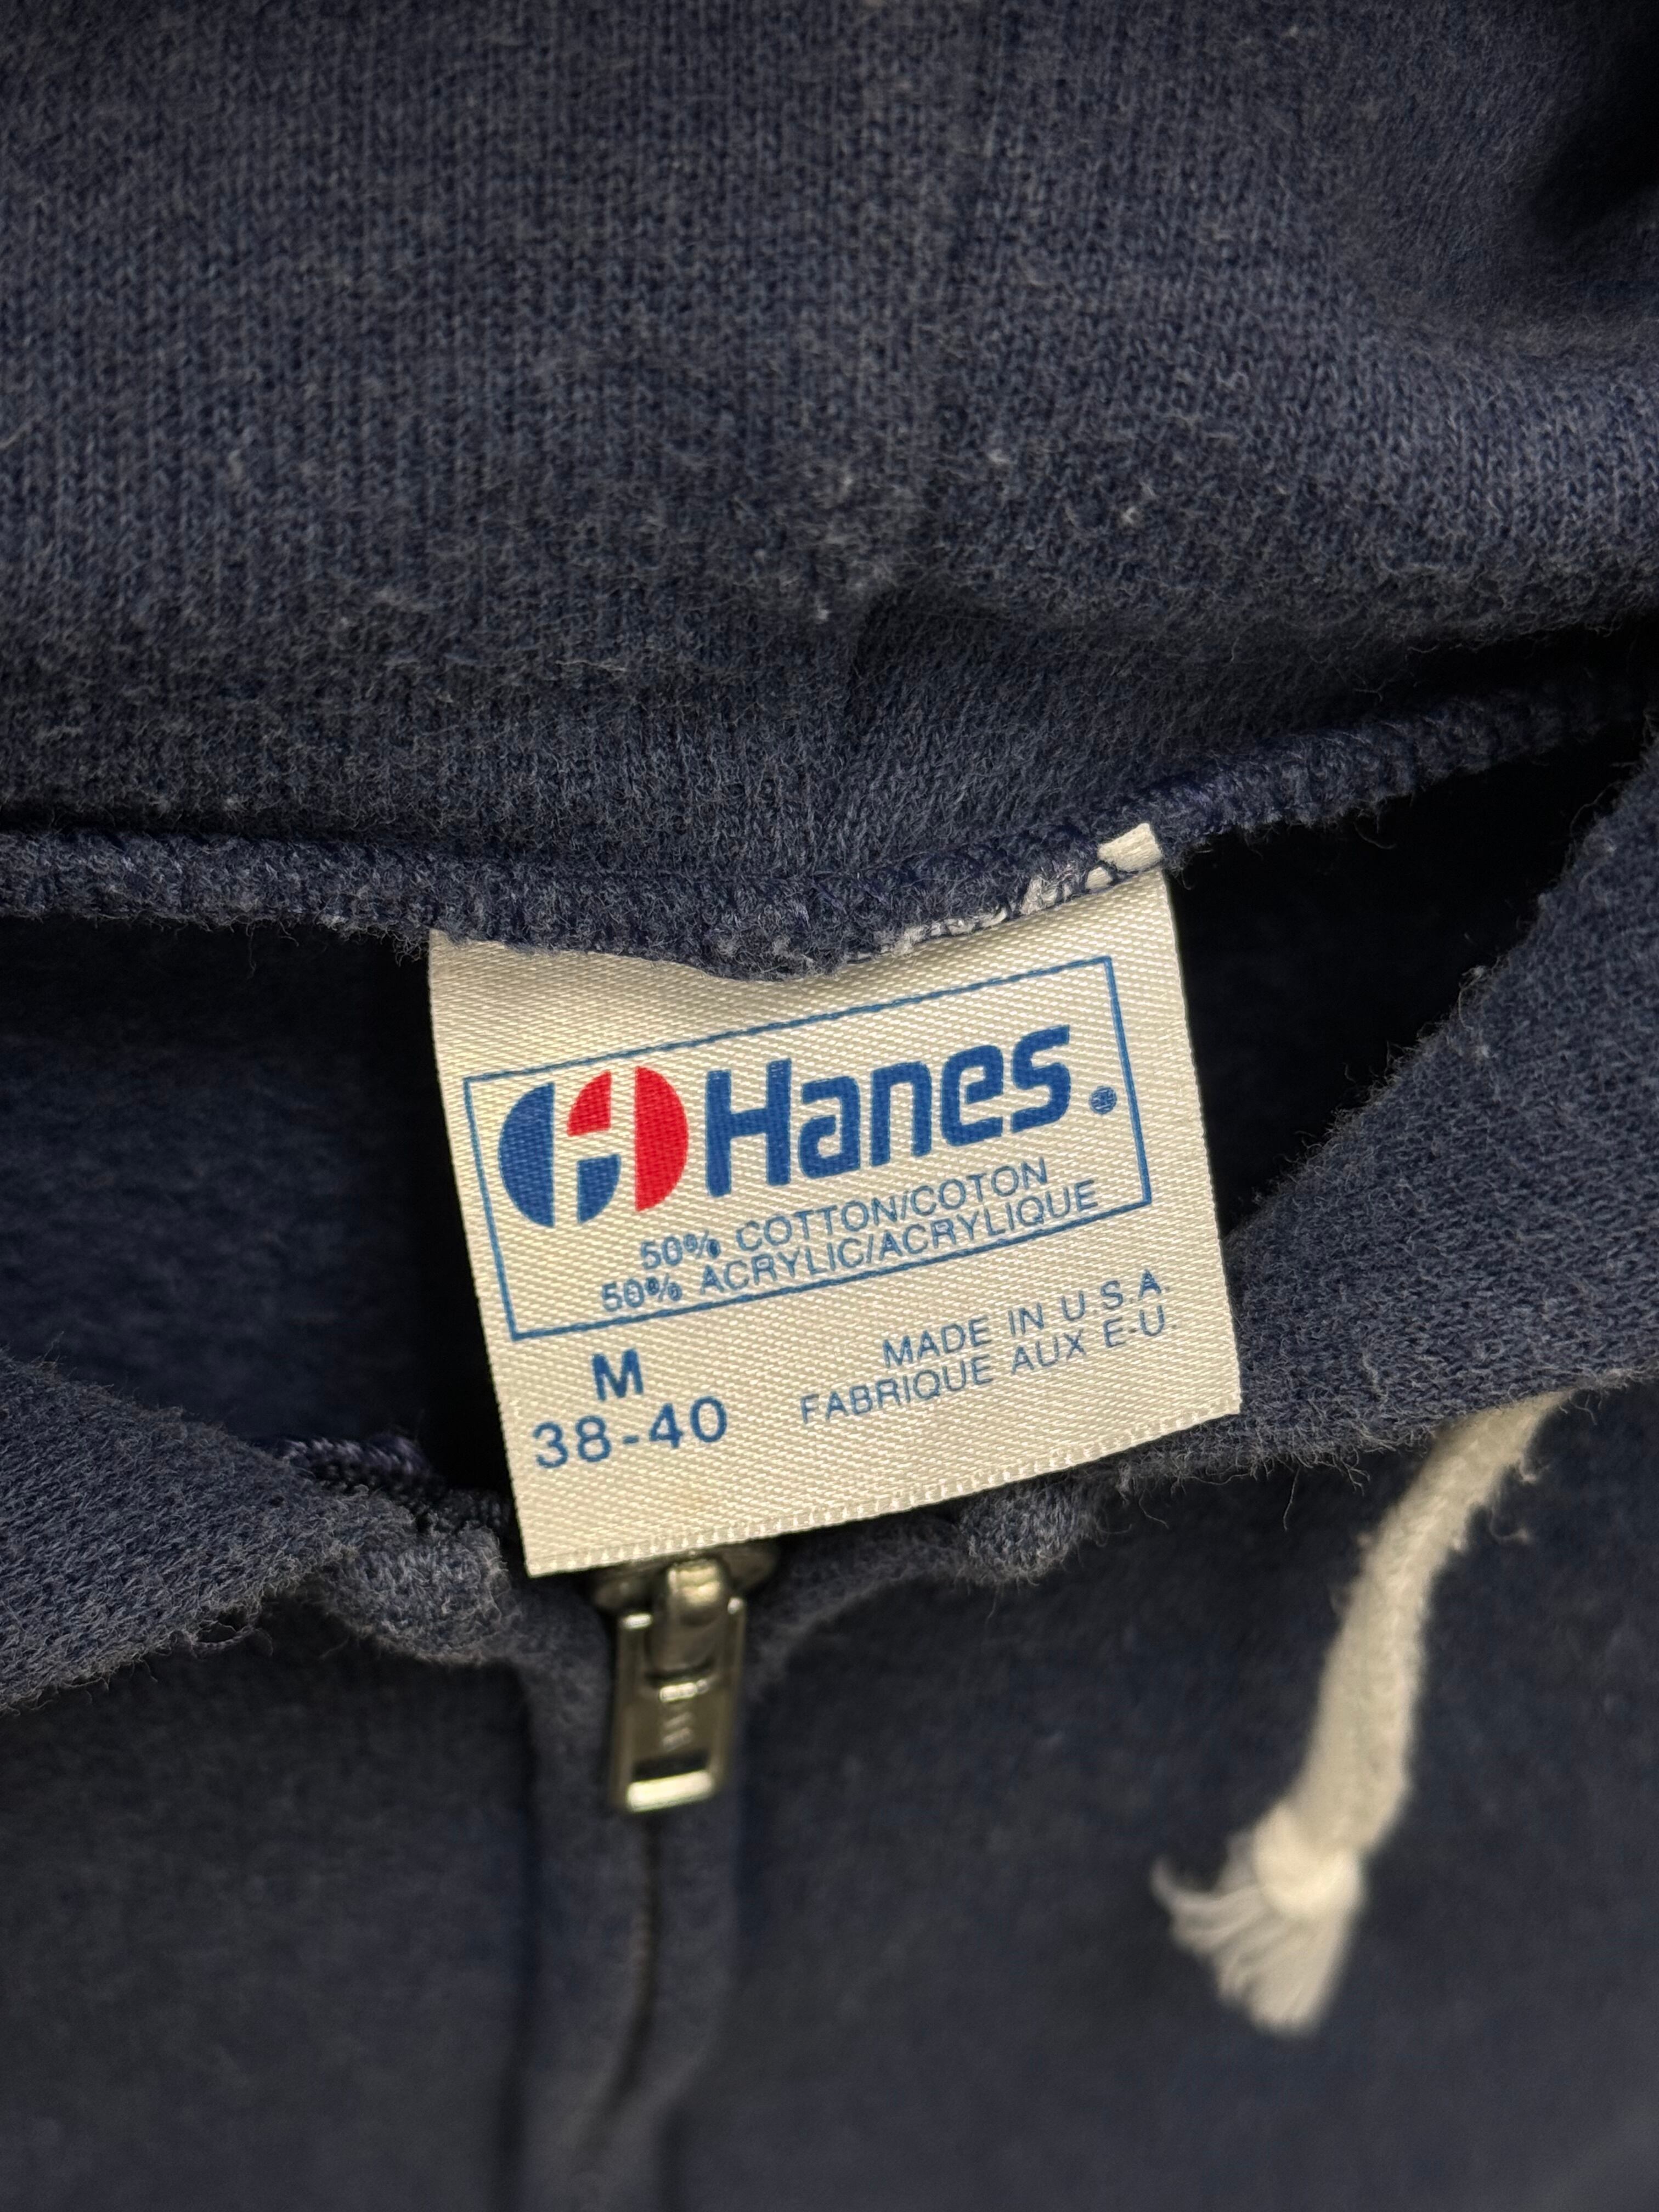 Hanes®
50% COTTON/COTON
50% ACRYLIC/ACRYLIQUE
MADE IN U.S.A.
FABRIQUE AUX E-U.
M
38-40